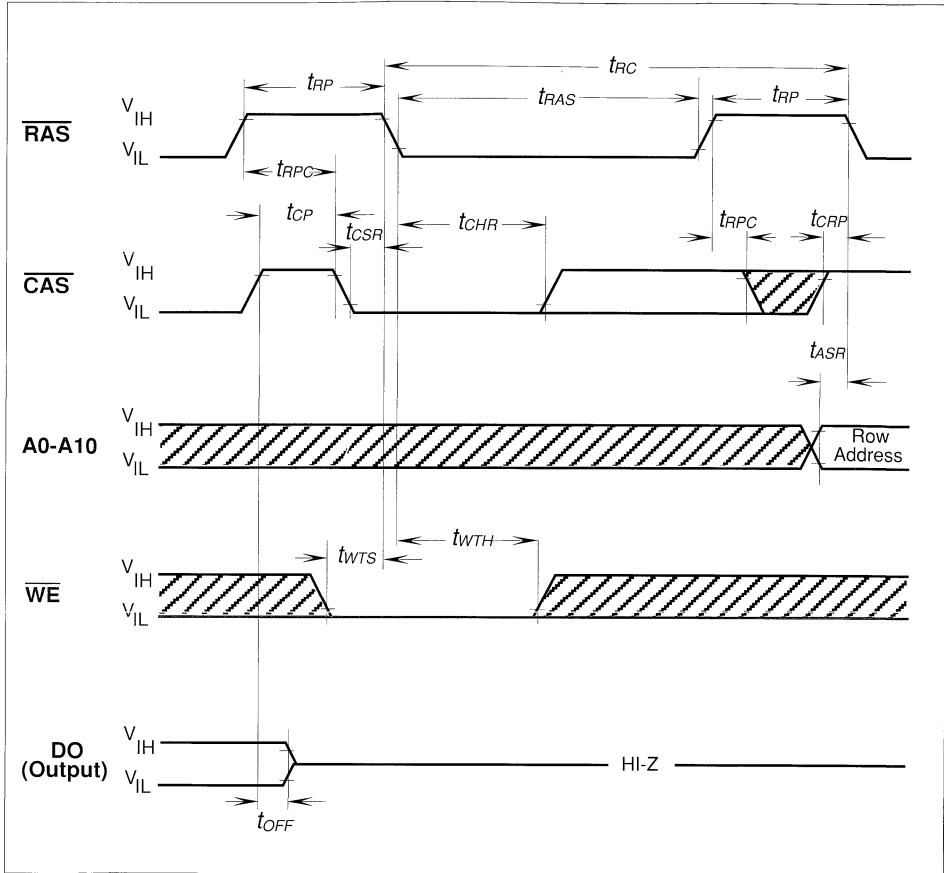 tRC
tRP
tRAS
tRP
RAS
VIH
VIL
tRPC
tCP
tCSR
tCHR
tRPC
tCRP
CAS
VIH
VIL
tASR
A0-A10
VIH
VIL
Row
Address
tWTS
tWTH
WE
VIH
VIL
DO
(Output)
VIH
VIL
HI-Z
tOFF